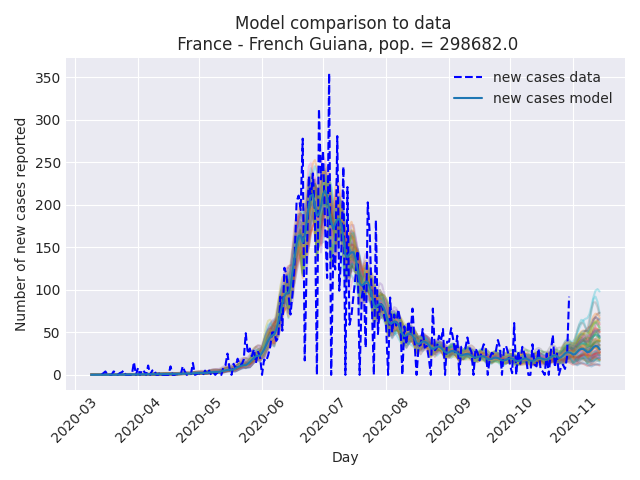 Model comparison to data
France - French Guiana, pop. = 298682.0
new cases data
new cases model
Number of new cases reported
350
300
250
200
150
100
50
0
2020-03
2020-04
2020-05
2020-06
2020-07
2020-08
2020-09
2020-10
2020-11
Day